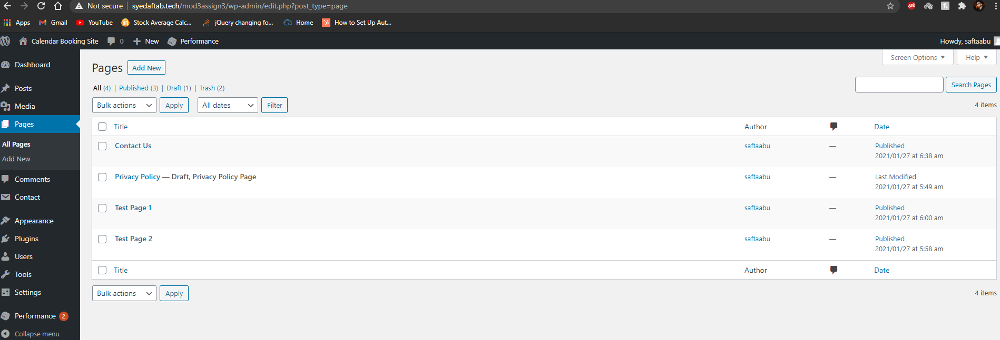 Not secure | syedaftab.tech/mod3assign3/wp-admin/edit.php?post_type=page
Apps Gmail YouTube Stock Average Calc... jQuery changing fo... Home How to Set Up Aut...
Calendar Booking Site 0 New Performance Howdy, saftaabu
Screen Options Help
Dashboard
Posts
Media
Pages
All Pages
Add New
Comments
Contact
Appearance
Plugins
Users
Tools
Settings
Performance 2
Collapse menu
Pages Add New
All (4) | Published (3) | Draft (1) | Trash (2)
Search Pages
Bulk actions Apply All dates Filter 4 items
Title Author Date
Contact Us saftaabu — Published
2021/01/27 at 6:38 am
Privacy Policy — Draft, Privacy Policy Page saftaabu — Last Modified
2021/01/27 at 5:49 am
Test Page 1 saftaabu — Published
2021/01/27 at 6:00 am
Test Page 2 saftaabu — Published
2021/01/27 at 5:58 am
Title Author Date
Bulk actions Apply 4 items